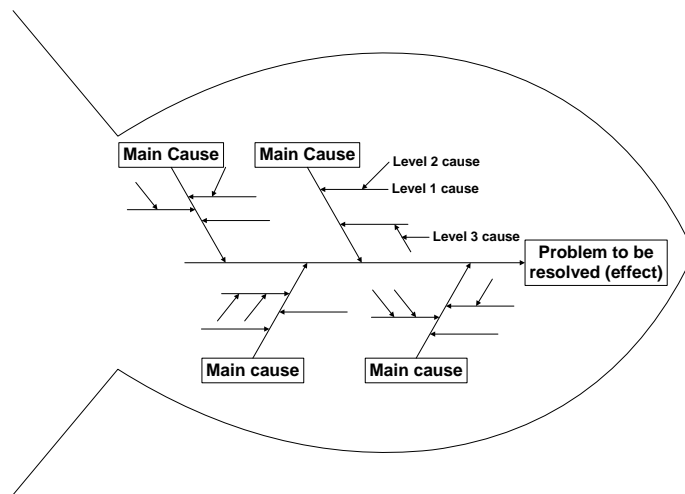 Main Cause
Main Cause
Level 2 cause
Level 1 cause
Level 3 cause
Problem to be
resolved (effect)
Main cause
Main cause